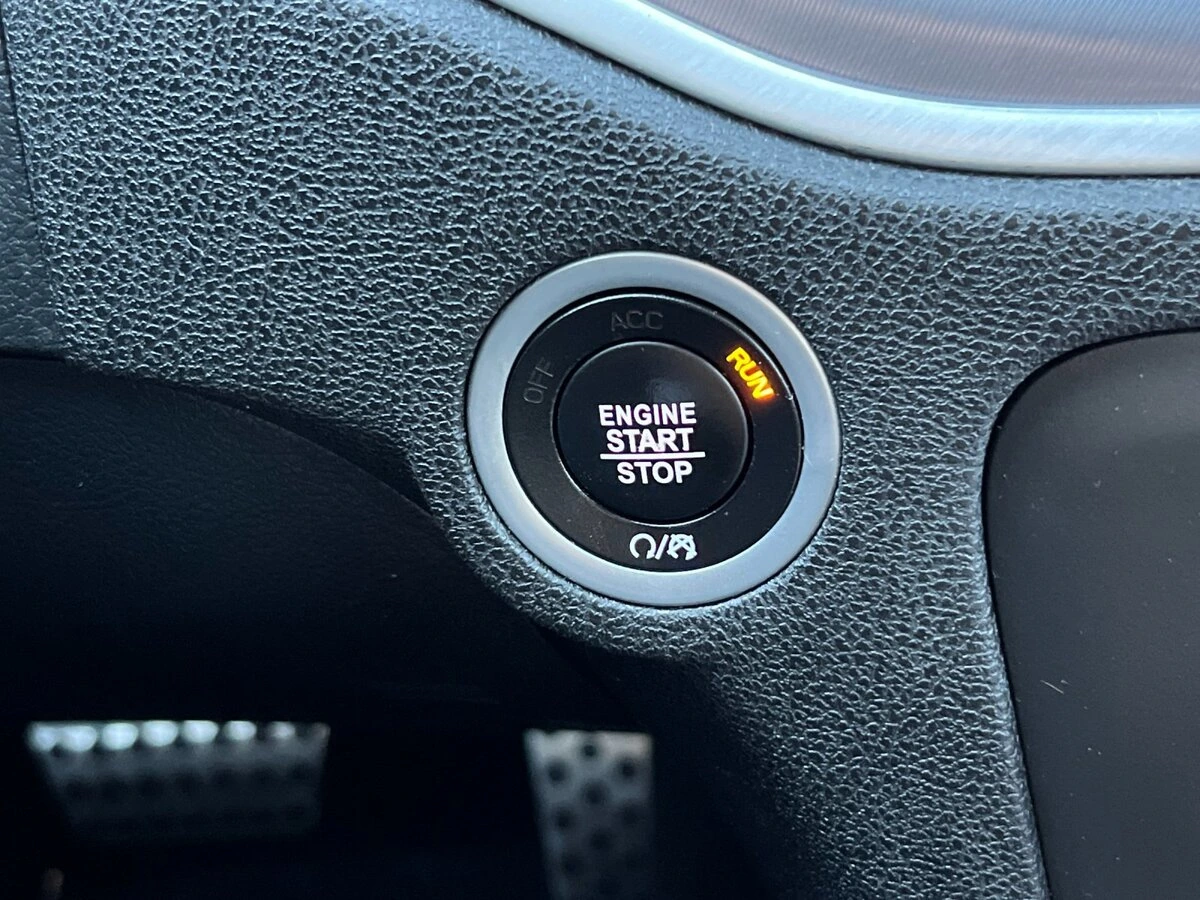 ACC
OFF
RUN
ENGINE
START
STOP